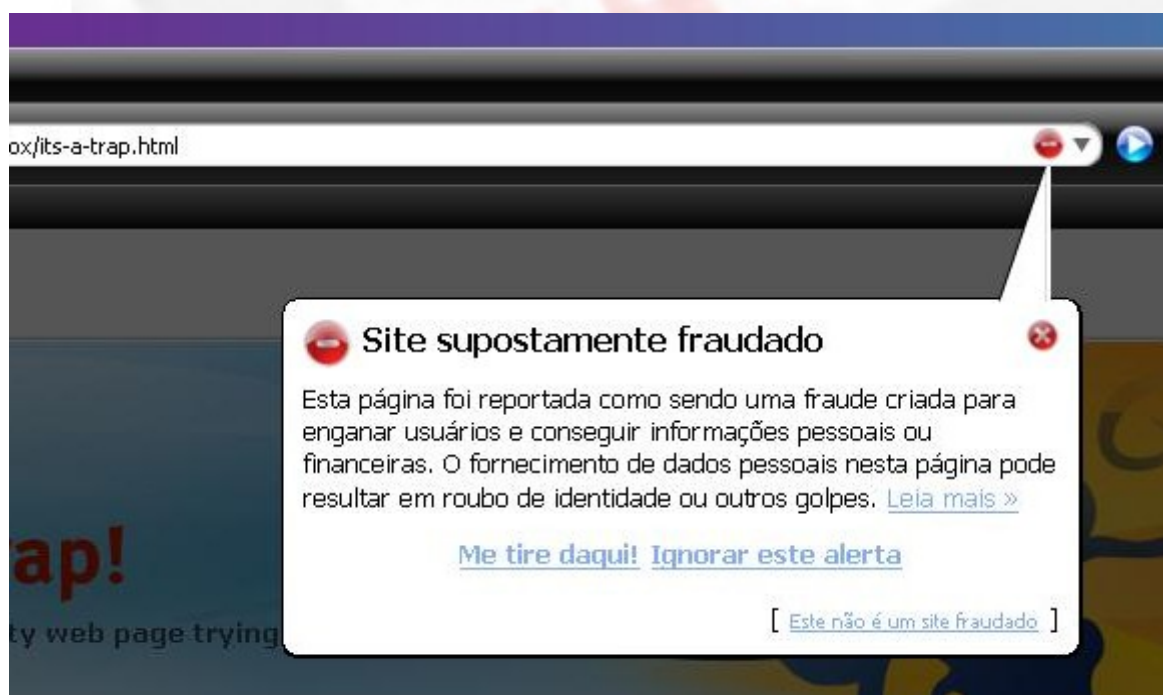 ox/its-a-trap.html
Site supostamente fraudado
Esta página foi reportada como sendo uma fraude criada para
enganar usuários e conseguir informações pessoais ou
financeiras. O fornecimento de dados pessoais nesta página pode
resultar em roubo de identidade ou outros golpes. Leia mais »
Me tire daqui! Ignorar este alerta
[ Este não é um site fraudado ]
ap!
ty web page trying